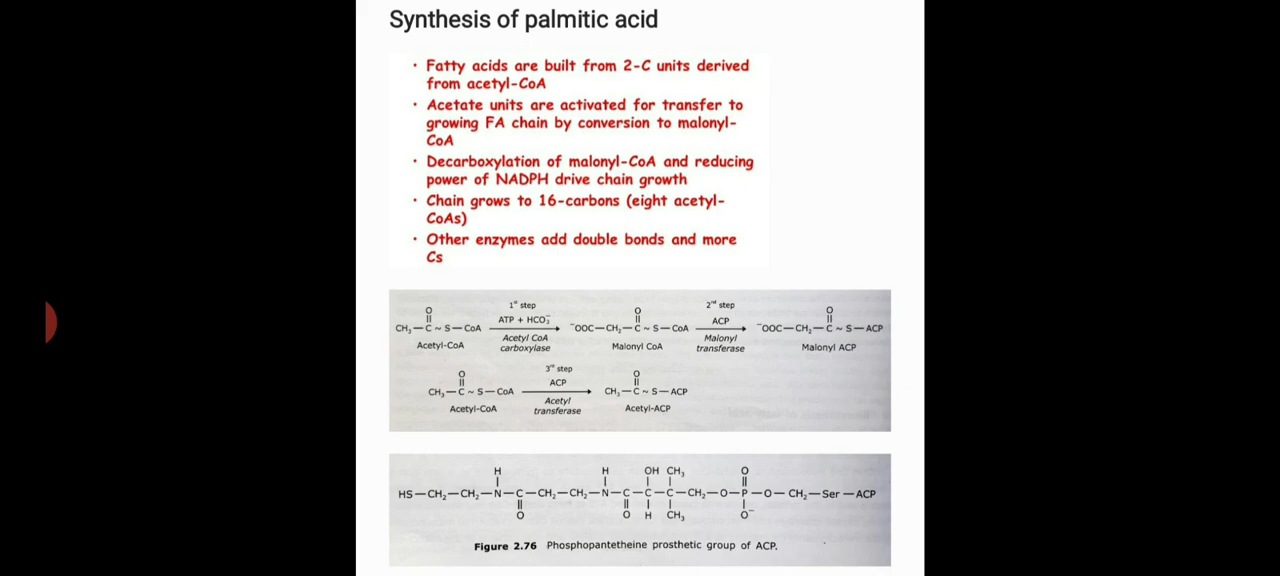 Synthesis of palmitic acid
· Fatty acids are built from 2-C units derived
from acetyl-CoA
· Acetate units are activated for transfer to
growing FA chain by conversion to malonyl-
CoA
· Decarboxylation of malonyl-CoA and reducing
power of NADPH drive chain growth
· Chain grows to 16-carbons (eight acetyl-
CoAs)
· Other enzymes add double bonds and more
Cs
1st step 2nd step
O ATP + HCO3- O ACP O
CH3—C~S—CoA -OOC—CH2—C~S—CoA -OOC—CH2—C~S—ACP
Acetyl CoA Malonyl
Acetyl-CoA carboxylase Malonyl CoA transferase Malonyl ACP
3rd step
O ACP O
CH3—C~S—CoA CH3—C~S—ACP
Acetyl
Acetyl-CoA transferase Acetyl-ACP
H H OH CH3 O
HS—CH2—CH2—N—C—CH2—CH2—N—C—C—C—CH2—O—P—O—CH2—Ser—ACP
O O H CH3 O-
Figure 2.76 Phosphopantetheine prosthetic group of ACP.